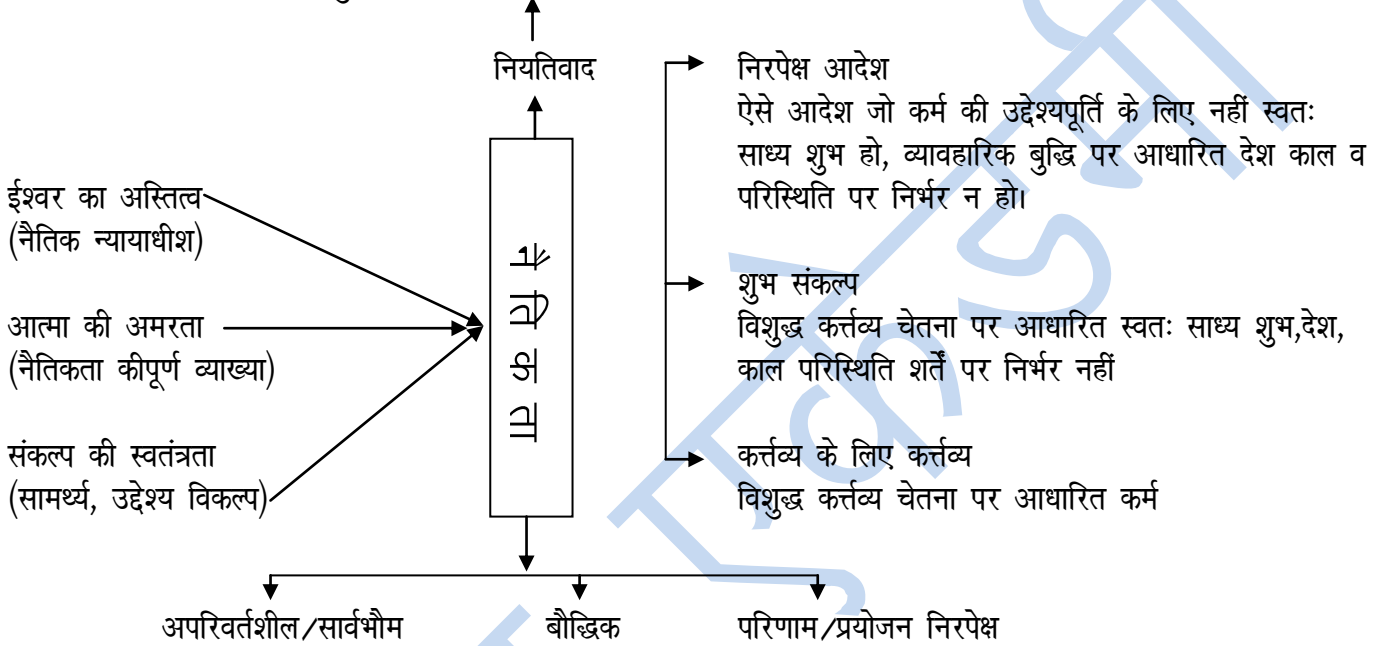 नियतिवाद
निरपेक्ष आदेश
ऐसे आदेश जो कर्म की उद्देश्यपूर्ति के लिए नहीं स्वतः
साध्य शुभ हो, व्यावहारिक बुद्धि पर आधारित देश काल व
परिस्थिति पर निर्भर न हो।
ईश्वर का अस्तित्व
(नैतिक न्यायाधीश)
आत्मा की अमरता
(नैतिकता कीपूर्ण व्याख्या)
संकल्प की स्वतंत्रता
(सामर्थ्य, उद्देश्य विकल्प)
नैतिकता
शुभ संकल्प
विशुद्ध कर्त्तव्य चेतना पर आधारित स्वतः साध्य शुभ,देश,
काल परिस्थिति शर्तें पर निर्भर नहीं
कर्त्तव्य के लिए कर्त्तव्य
विशुद्ध कर्त्तव्य चेतना पर आधारित कर्म
अपरिवर्तशील/सार्वभौम
बौद्धिक
परिणाम/प्रयोजन निरपेक्ष
एकेडमी